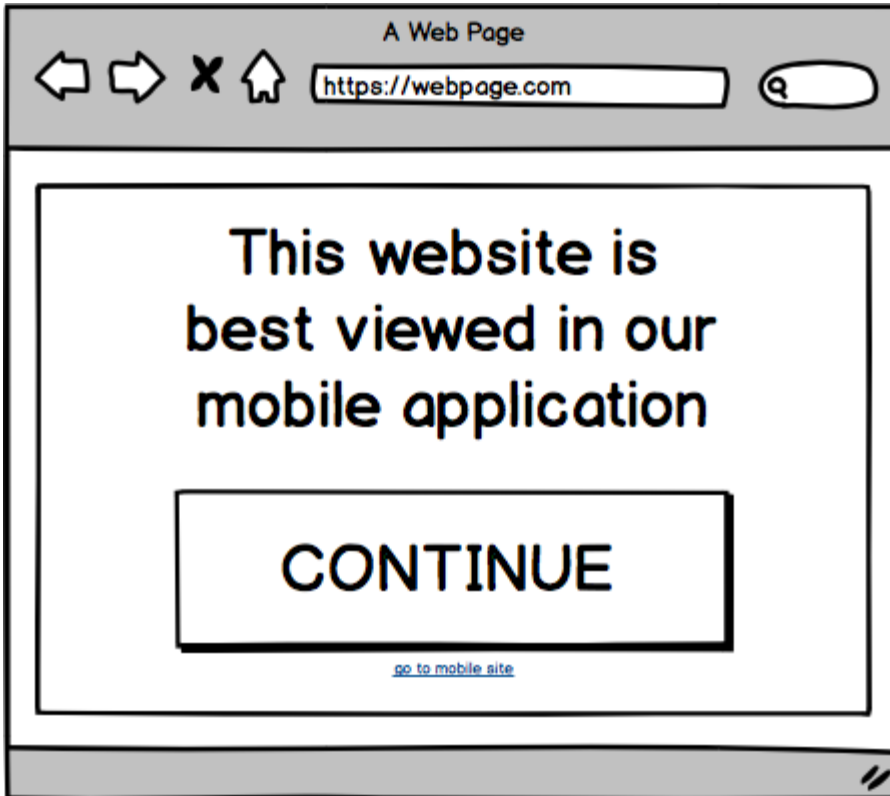 A Web Page
https://webpage.com
This website is
best viewed in our
mobile application
CONTINUE
go to mobile site